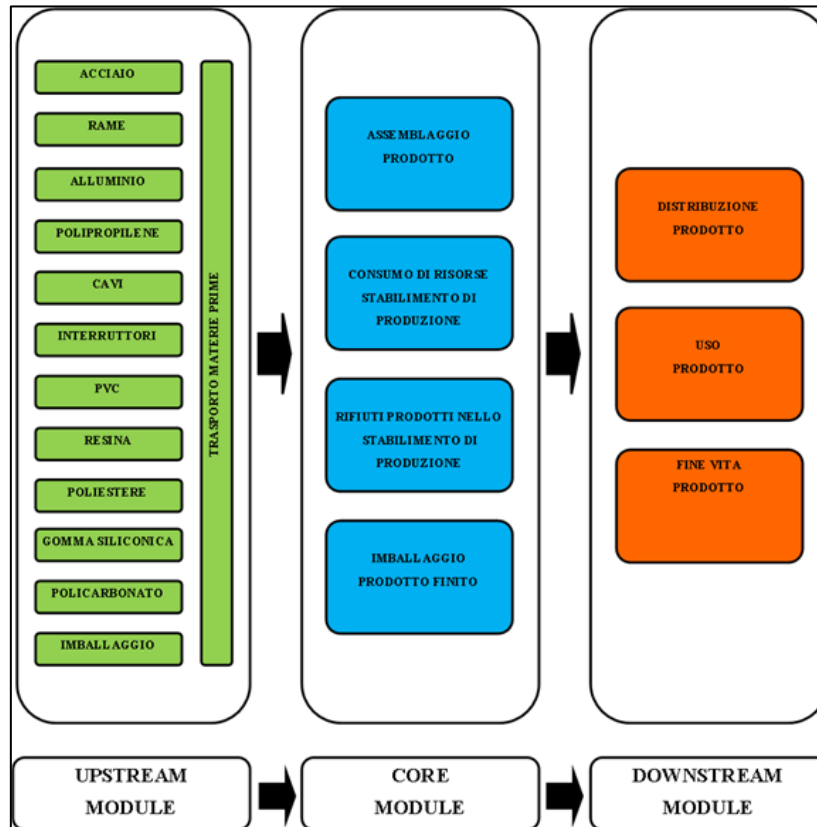 ACCIAIO
RAME
ALLUMINIO
POLIPROPILENE
CAVI
INTERRUTTORI
PVC
RESINA
POLIESTERE
GOMMA SILICONICA
POLICARBONATO
IMBALLAGGIO
TRASPORTO MATERIE PRIME
ASSEMBLAGGIO
PRODOTTO
CONSUMO DI RISORSE
STABILIMENTO DI
PRODUZIONE
RIFIUTI PRODOTTI NELLO
STABILIMENTO DI
PRODUZIONE
IMBALLAGGIO
PRODOTTO FINITO
DISTRIBUZIONE
PRODOTTO
USO
PRODOTTO
FINE VITA
PRODOTTO
UPSTREAM
MODULE
CORE
MODULE
DOWNSTREAM
MODULE